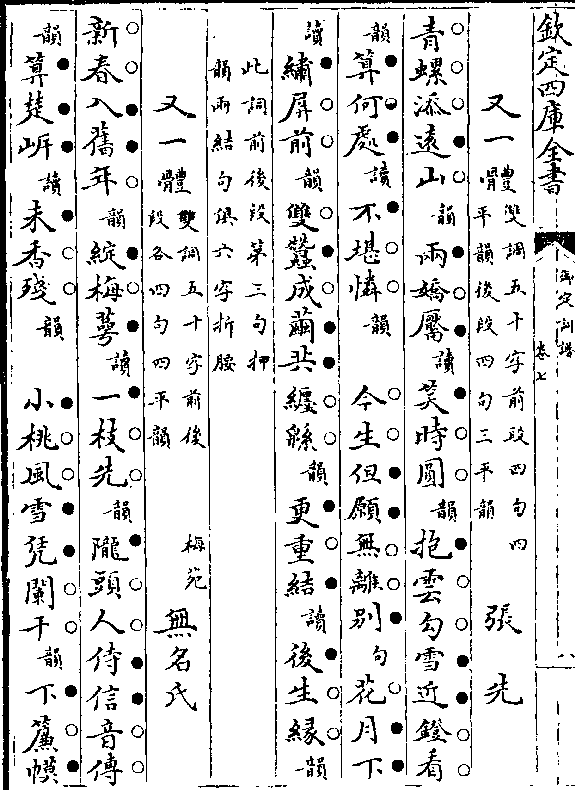 欽定四庫全書
御定詞譜 卷七
八
又一體 雙調五十字前段四句四平韻後段四句三平韻 張先
青螺添遠山韻兩嬌靨讀笑時圓韻抱雲勾雪近鐙看
韻算何處讀不堪憐韻 今生但願無離別句花月下
讀繡屏前韻雙蠶成繭共纏綿韻更重結讀後生緣韻
此詞前後段第三句押
韻兩結句俱六字折腰
又一體 雙調五十字前後段各四句四平韻 梅苑 無名氏
新春入舊年韻綻梅萼讀一枝先韻隴頭人侍信音傳
韻算楚岸讀未香殘韻 小桃風雪凭闌干韻下簾幙